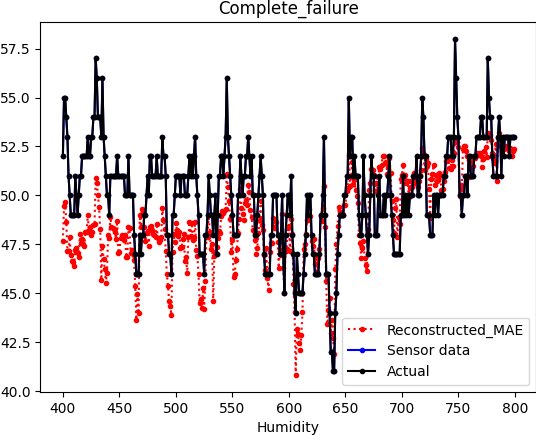 Complete_failure
57.5
55.0
52.5
50.0
47.5
45.0
42.5
40.0
Reconstructed_MAE
Sensor data
Actual
400 450 500 550 600 650 700 750 800
Humidity